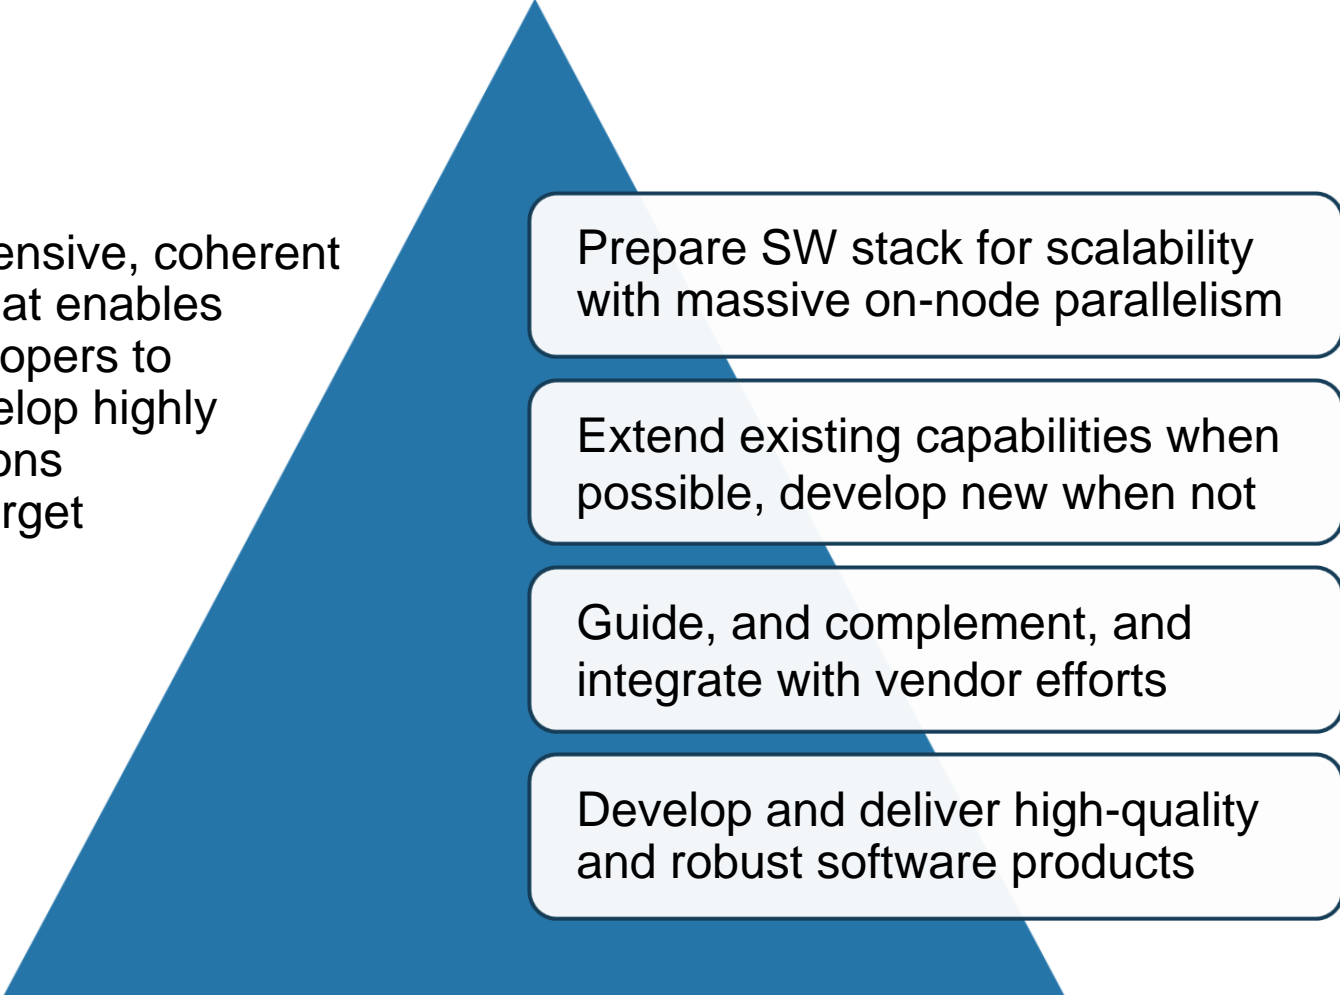 ensive, coherent
at enables
opers to
elop highly
ons
rget
Prepare SW stack for scalability
with massive on-node parallelism
Extend existing capabilities when
possible, develop new when not
Guide, and complement, and
integrate with vendor efforts
Develop and deliver high-quality
and robust software products